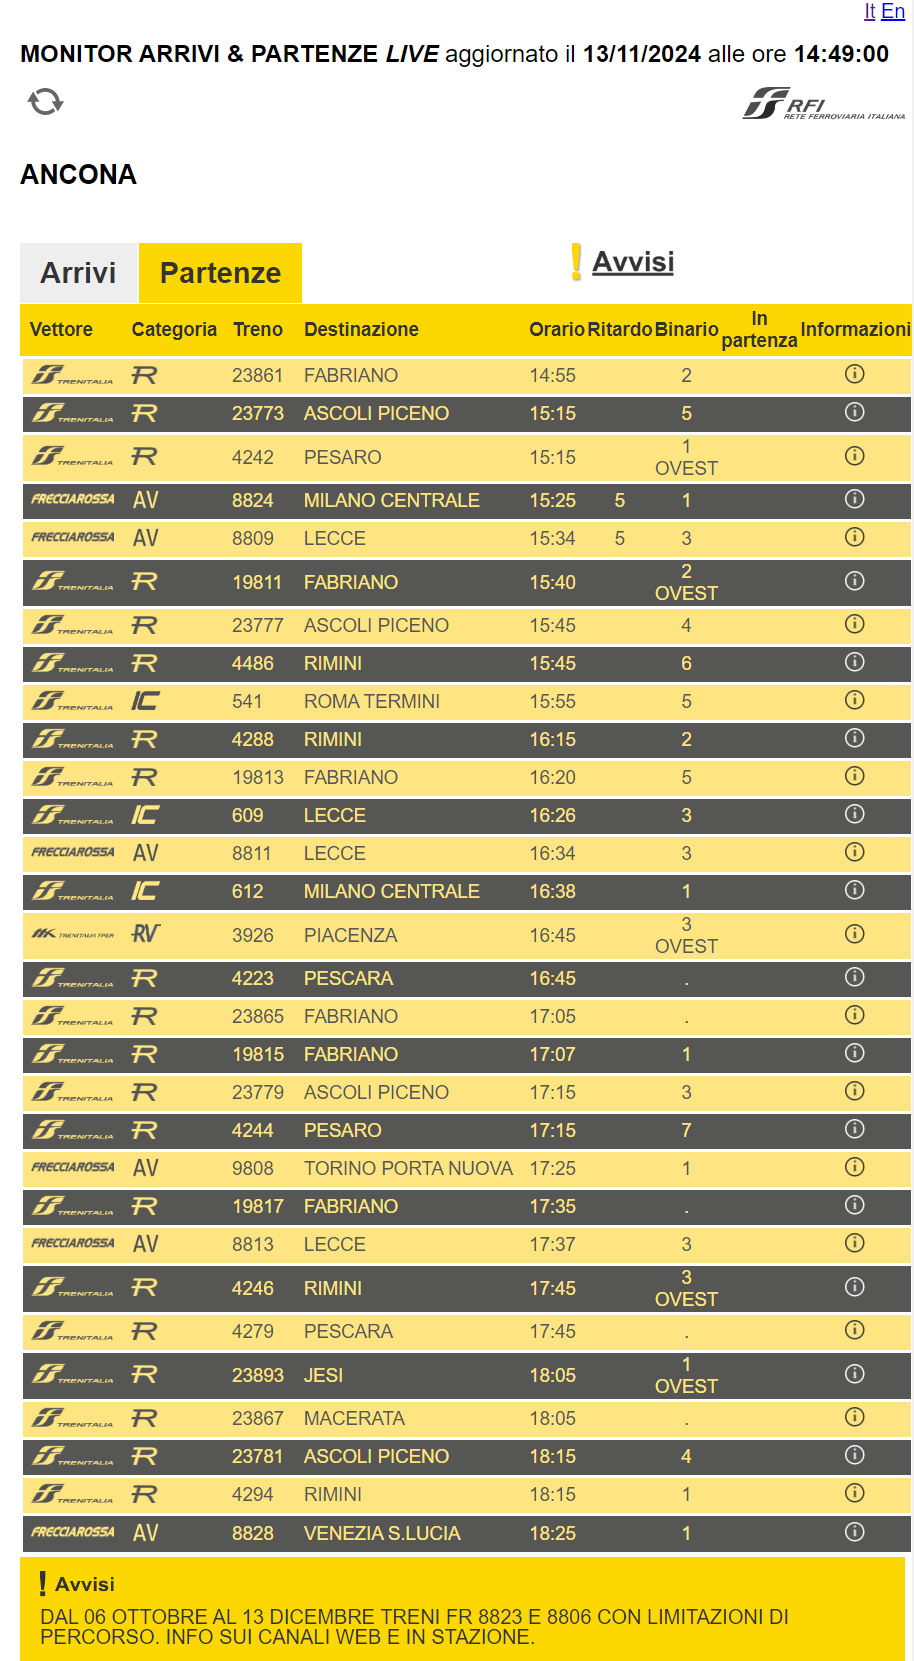 It En
MONITOR ARRIVI & PARTENZE LIVE aggiornato il 13/11/2024 alle ore 14:49:00
RFI
RETE FERROVIARIA ITALIANA
ANCONA
Arrivi Partenze Avvisi
Vettore Categoria Treno Destinazione Orario Ritardo Binario In partenza Informazioni
TRENITALIA R 23861 FABRIANO 14:55 2
TRENITALIA R 23773 ASCOLI PICENO 15:15 5
TRENITALIA R 4242 PESARO 15:15 1 OVEST
FRECCIAROSSA AV 8824 MILANO CENTRALE 15:25 5 1
FRECCIAROSSA AV 8809 LECCE 15:34 5 3
TRENITALIA R 19811 FABRIANO 15:40 2 OVEST
TRENITALIA R 23777 ASCOLI PICENO 15:45 4
TRENITALIA R 4486 RIMINI 15:45 6
TRENITALIA IC 541 ROMA TERMINI 15:55 5
TRENITALIA R 4288 RIMINI 16:15 2
TRENITALIA R 19813 FABRIANO 16:20 5
TRENITALIA IC 609 LECCE 16:26 3
FRECCIAROSSA AV 8811 LECCE 16:34 3
TRENITALIA IC 612 MILANO CENTRALE 16:38 1
TRENITALIA TPER RV 3926 PIACENZA 16:45 3 OVEST
TRENITALIA R 4223 PESCARA 16:45 .
TRENITALIA R 23865 FABRIANO 17:05 .
TRENITALIA R 19815 FABRIANO 17:07 1
TRENITALIA R 23779 ASCOLI PICENO 17:15 3
TRENITALIA R 4244 PESARO 17:15 7
FRECCIAROSSA AV 9808 TORINO PORTA NUOVA 17:25 1
TRENITALIA R 19817 FABRIANO 17:35 .
FRECCIAROSSA AV 8813 LECCE 17:37 3
TRENITALIA R 4246 RIMINI 17:45 3 OVEST
TRENITALIA R 4279 PESCARA 17:45 .
TRENITALIA R 23893 JESI 18:05 1 OVEST
TRENITALIA R 23867 MACERATA 18:05 .
TRENITALIA R 23781 ASCOLI PICENO 18:15 4
TRENITALIA R 4294 RIMINI 18:15 1
FRECCIAROSSA AV 8828 VENEZIA S.LUCIA 18:25 1
Avvisi
DAL 06 OTTOBRE AL 13 DICEMBRE TRENI FR 8823 E 8806 CON LIMITAZIONI DI
PERCORSO. INFO SUI CANALI WEB E IN STAZIONE.